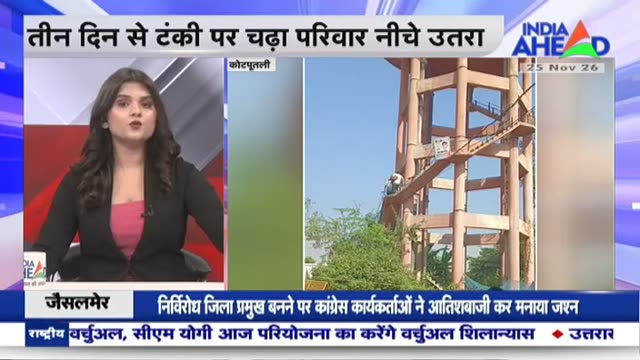 तीन दिन से टंकी पर चढ़ा परिवार नीचे उतरा
INDIA
AHEAD
25 Nov 26
कोटपूतली
जैसलमेर
निर्विरोध जिला प्रमुख बनने पर कांग्रेस कार्यकर्ताओं ने आतिशबाजी कर मनाया जश्न
राष्ट्रीय वर्चुअल, सीएम योगी आज परियोजना का करेंगे वर्चुअल शिलान्यास उत्तरा